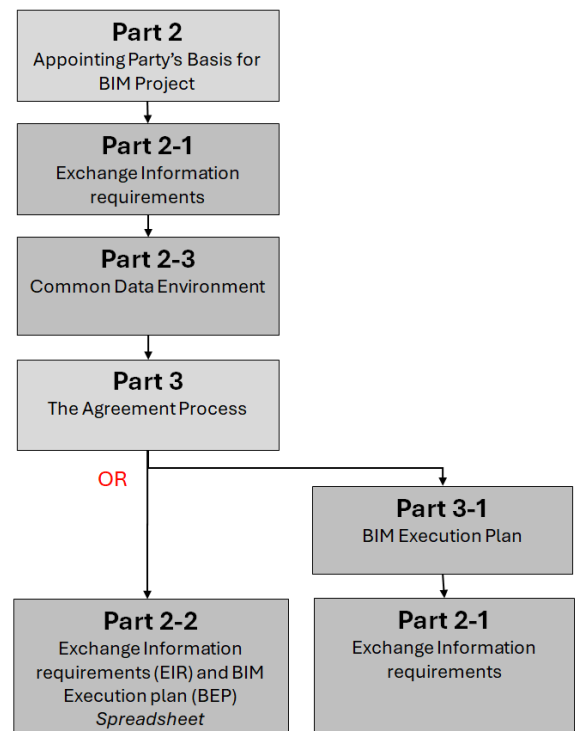 Part 2
Appointing Party’s Basis for
BIM Project
Part 2-1
Exchange Information
requirements
Part 2-3
Common Data Environment
Part 3
The Agreement Process
OR
Part 3-1
BIM Execution Plan
Part 2-2
Exchange Information
requirements (EIR) and BIM
Execution plan (BEP)
Spreadsheet
Part 2-1
Exchange Information
requirements